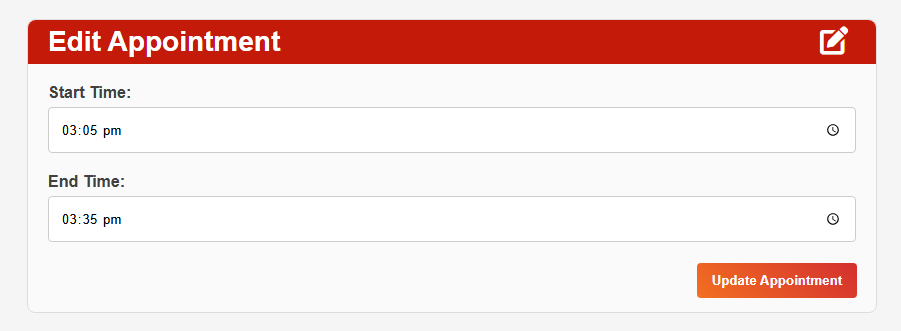 Edit Appointment
Start Time:
03:05 pm
End Time:
03:35 pm
Update Appointment